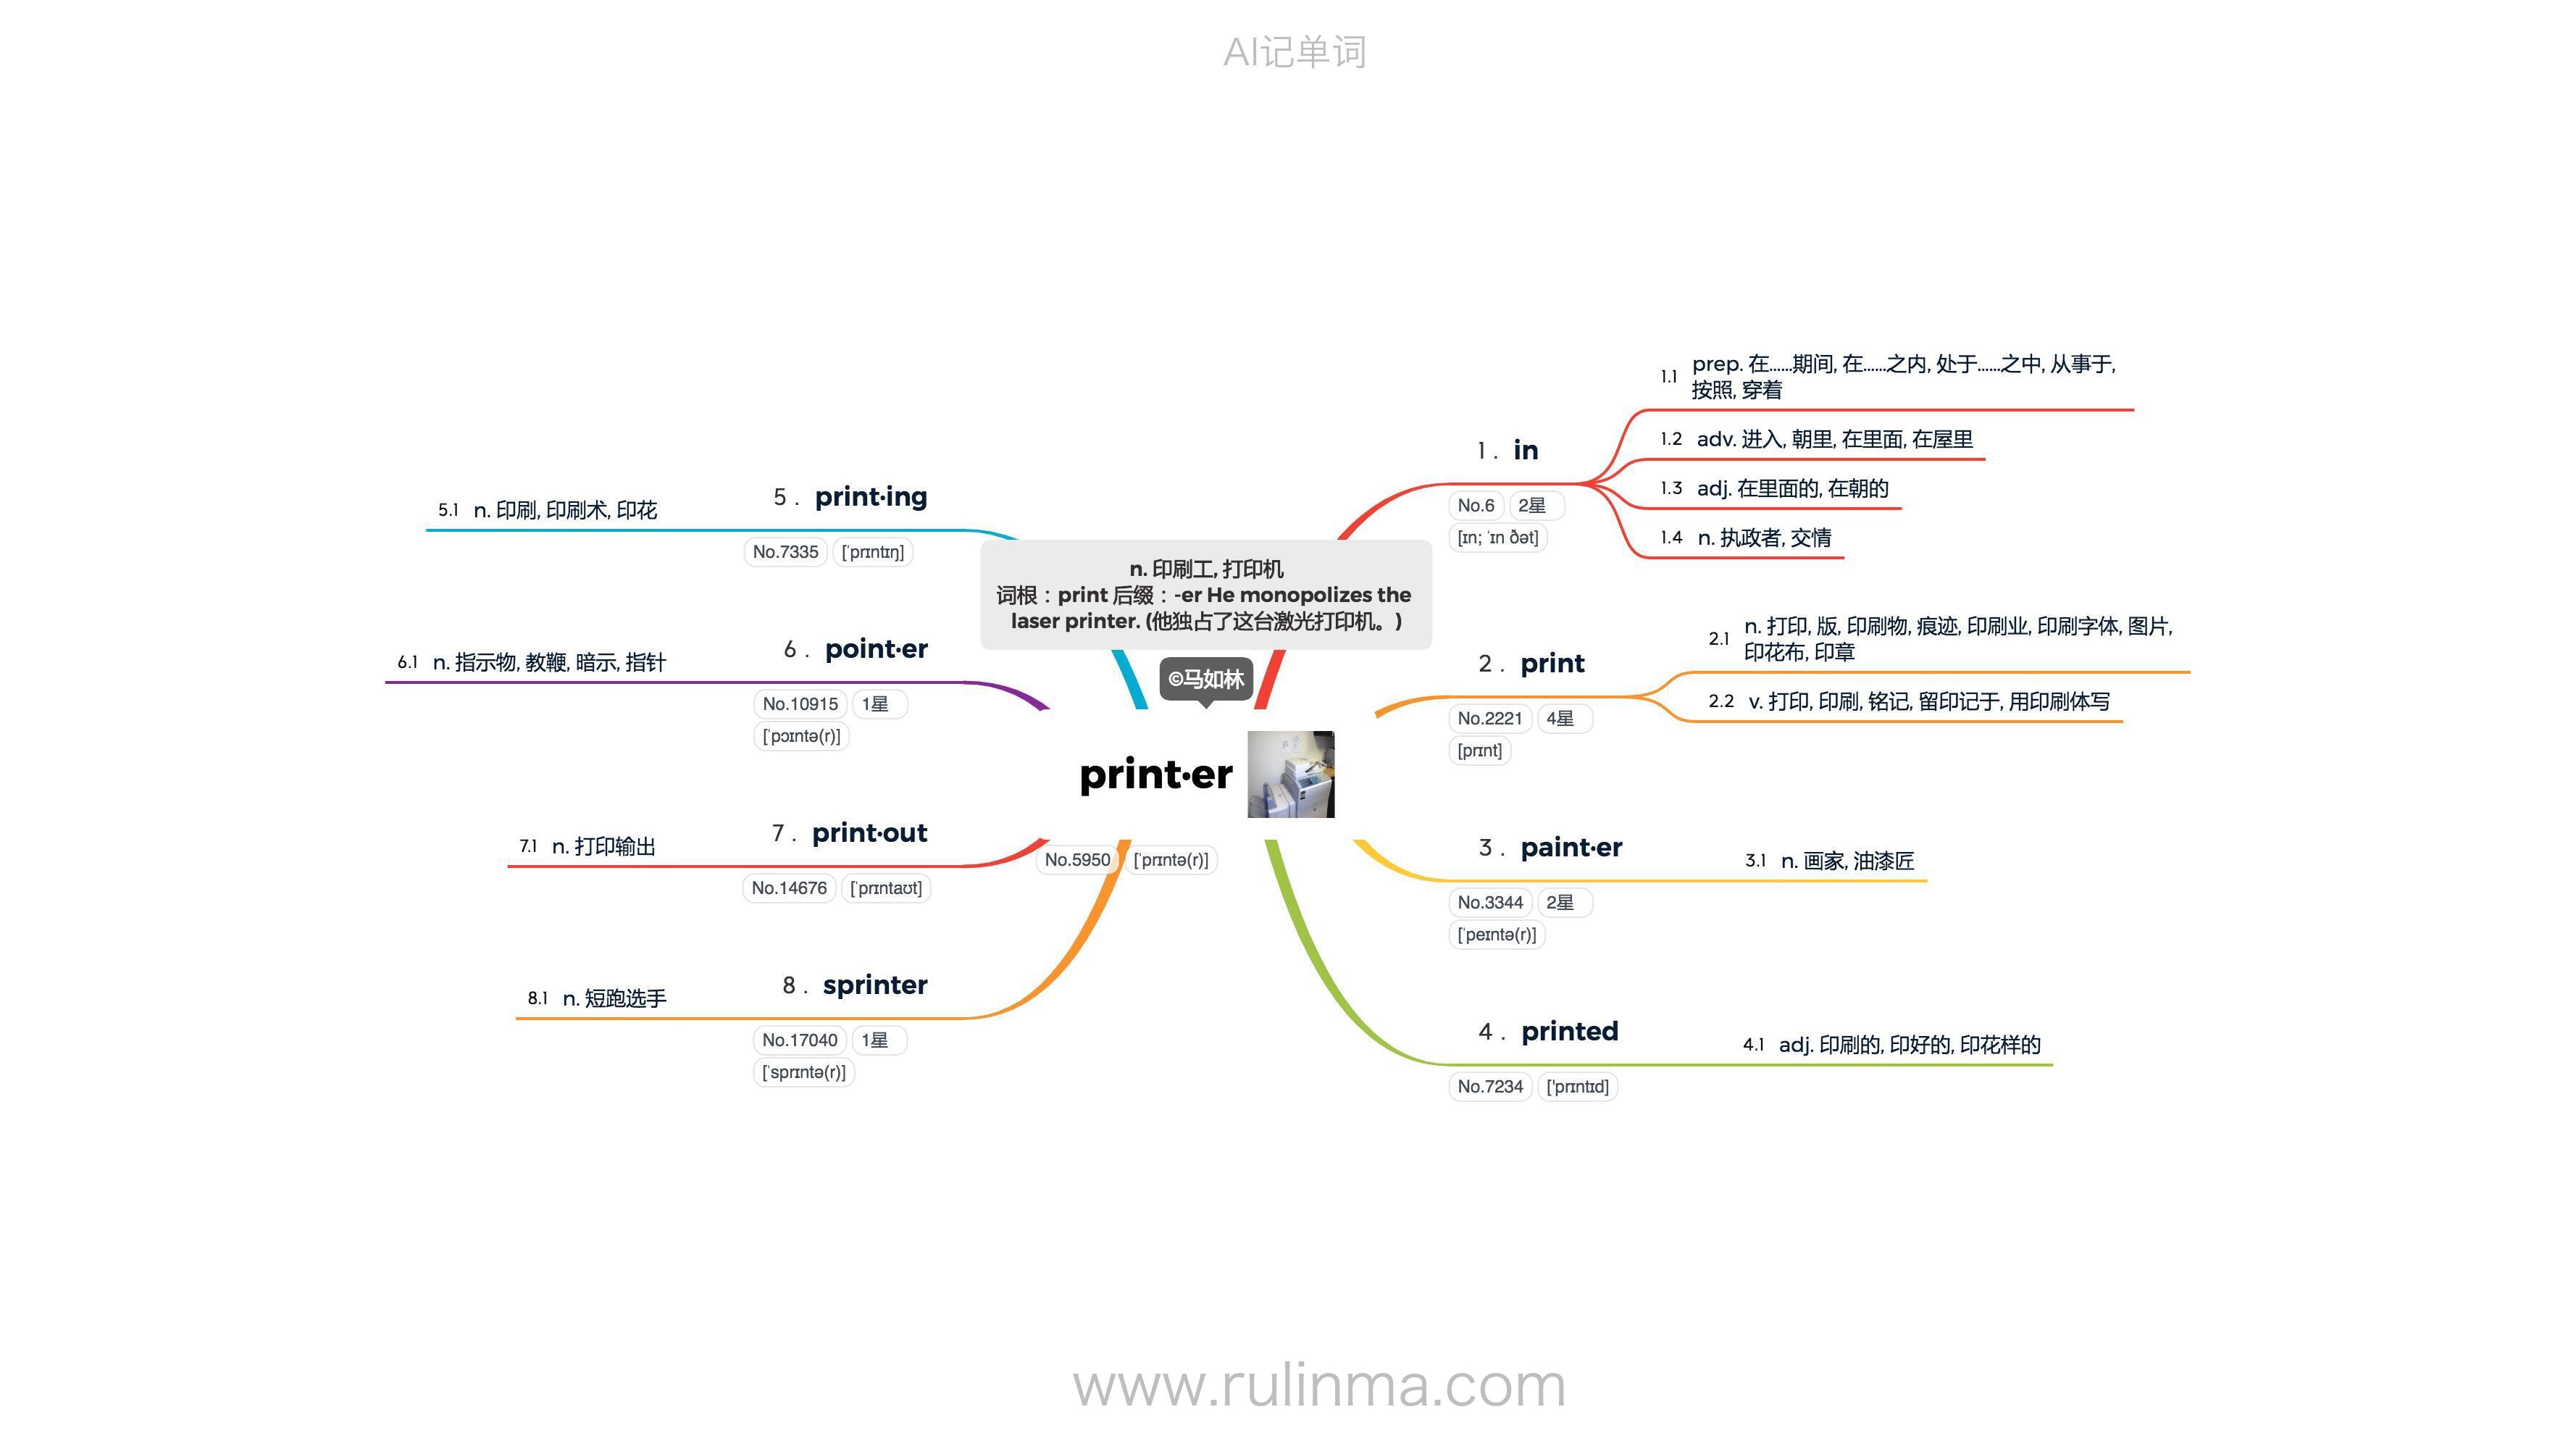 AI记单词
n. 印刷工, 打印机
词根：print 后缀：-er He monopolizes the
laser printer. (他独占了这台激光打印机。)
©马如林
print·er
No.5950 [ˈprɪntə(r)]
1. in
No.6 2星
[ɪn; ˈɪn ðət]
1.1 prep. 在……期间, 在……之内, 处于……之中, 从事于,
按照, 穿着
1.2 adv. 进入, 朝里, 在里面, 在屋里
1.3 adj. 在里面的, 在朝的
1.4 n. 执政者, 交情
2. print
No.2221 4星
[prɪnt]
2.1 n. 打印, 版, 印刷物, 痕迹, 印刷业, 印刷字体, 图片,
印花布, 印章
2.2 v. 打印, 印刷, 铭记, 留印记于, 用印刷体写
3. paint·er
No.3344 2星
[ˈpeɪntə(r)]
3.1 n. 画家, 油漆匠
4. printed
No.7234 [ˈprɪntɪd]
4.1 adj. 印刷的, 印好的, 印花样的
5. print·ing
No.7335 [ˈprɪntɪŋ]
5.1 n. 印刷, 印刷术, 印花
6. point·er
No.10915 1星
[ˈpɔɪntə(r)]
6.1 n. 指示物, 教鞭, 暗示, 指针
7. print·out
No.14676 [ˈprɪntaʊt]
7.1 n. 打印输出
8. sprinter
No.17040 1星
[ˈsprɪntə(r)]
8.1 n. 短跑选手
www.rulinma.com